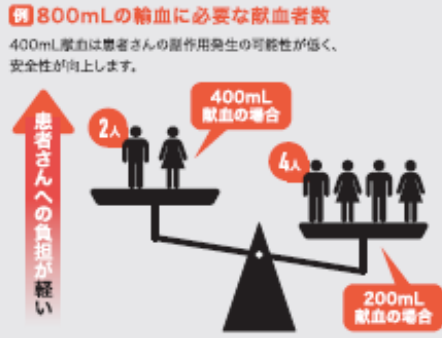 例 800mLの輸血に必要な献血者数
400mL献血は患者さんの副作用発生の可能性が低く、
安全性が向上します。
患者さんへの負担が軽い
2人
400mL
献血の場合
4人
200mL
献血の場合